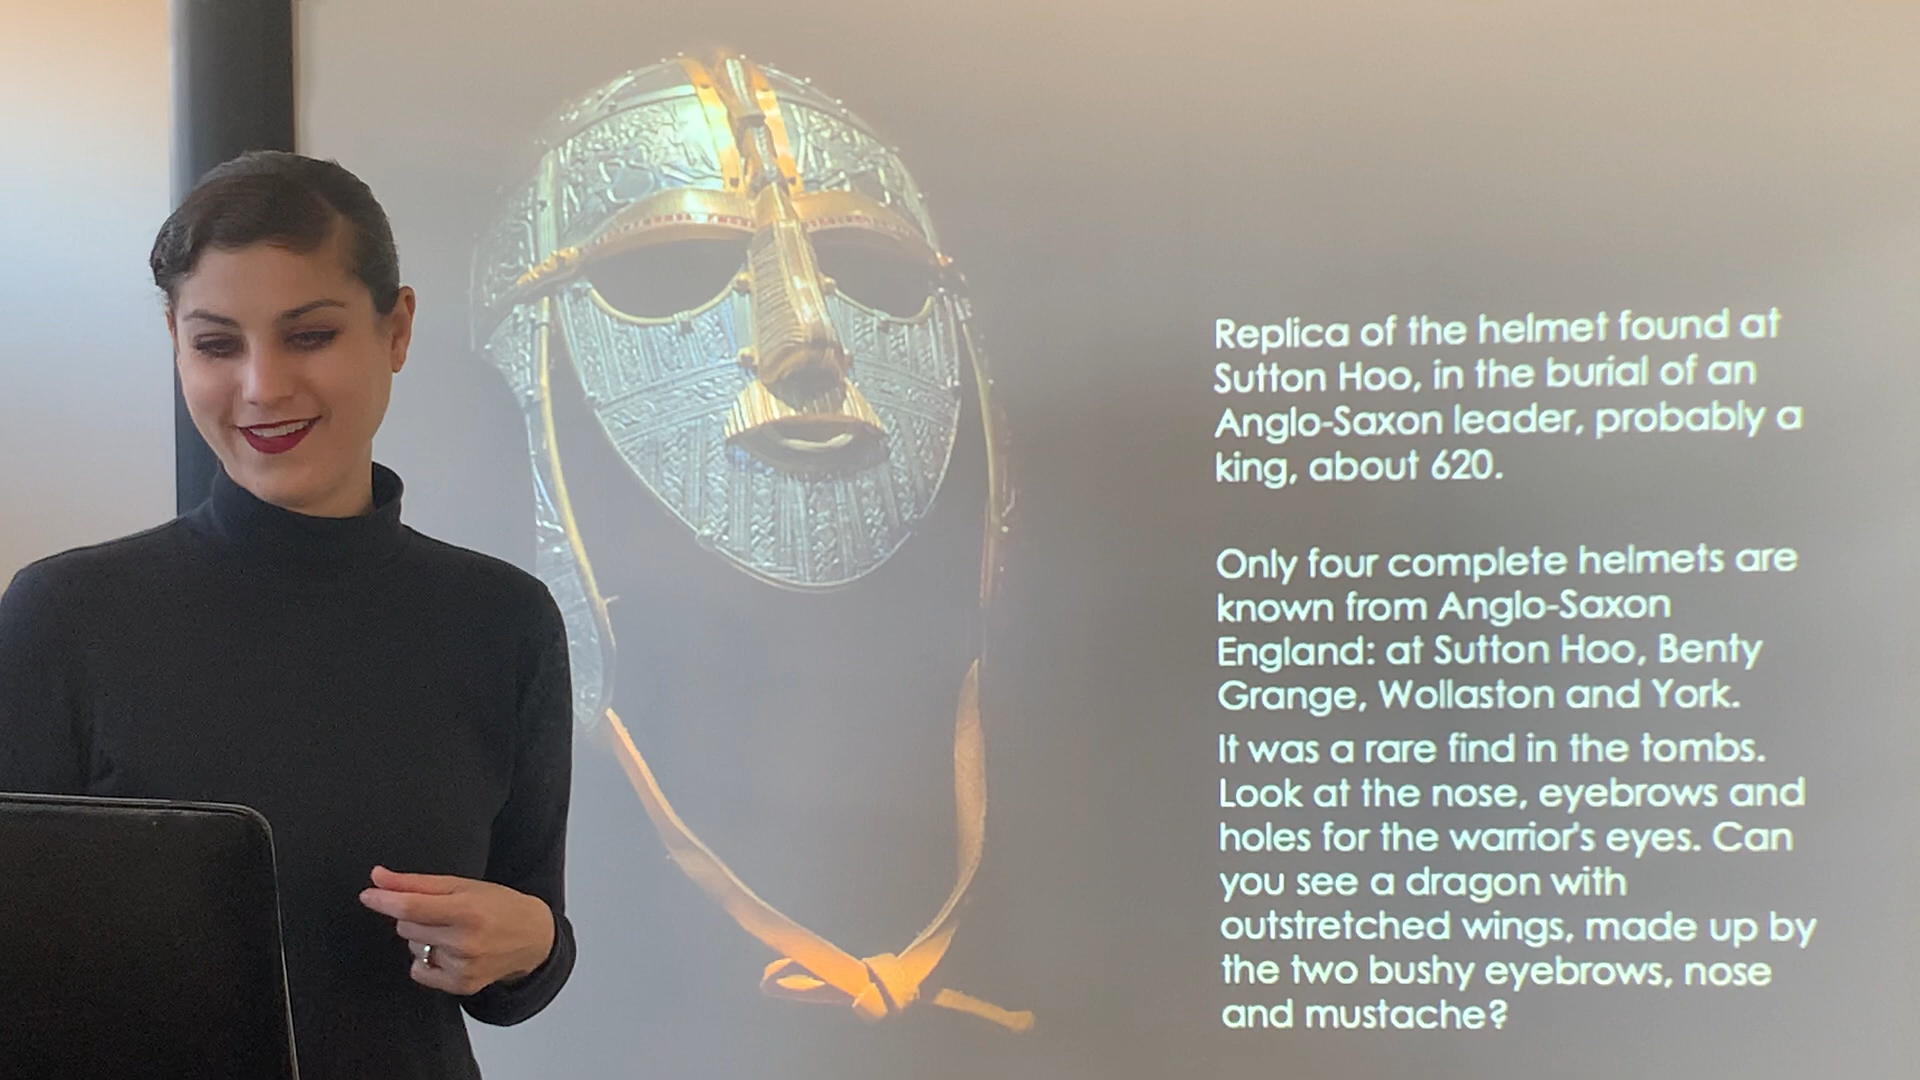 Replica of the helmet found at
Sutton Hoo, in the burial of an
Anglo-Saxon leader, probably a
king, about 620.
Only four complete helmets are
known from Anglo-Saxon
England: at Sutton Hoo, Benty
Grange, Wollaston and York.
It was a rare find in the tombs.
Look at the nose, eyebrows and
holes for the warrior's eyes. Can
you see a dragon with
outstretched wings, made up by
the two bushy eyebrows, nose
and mustache?